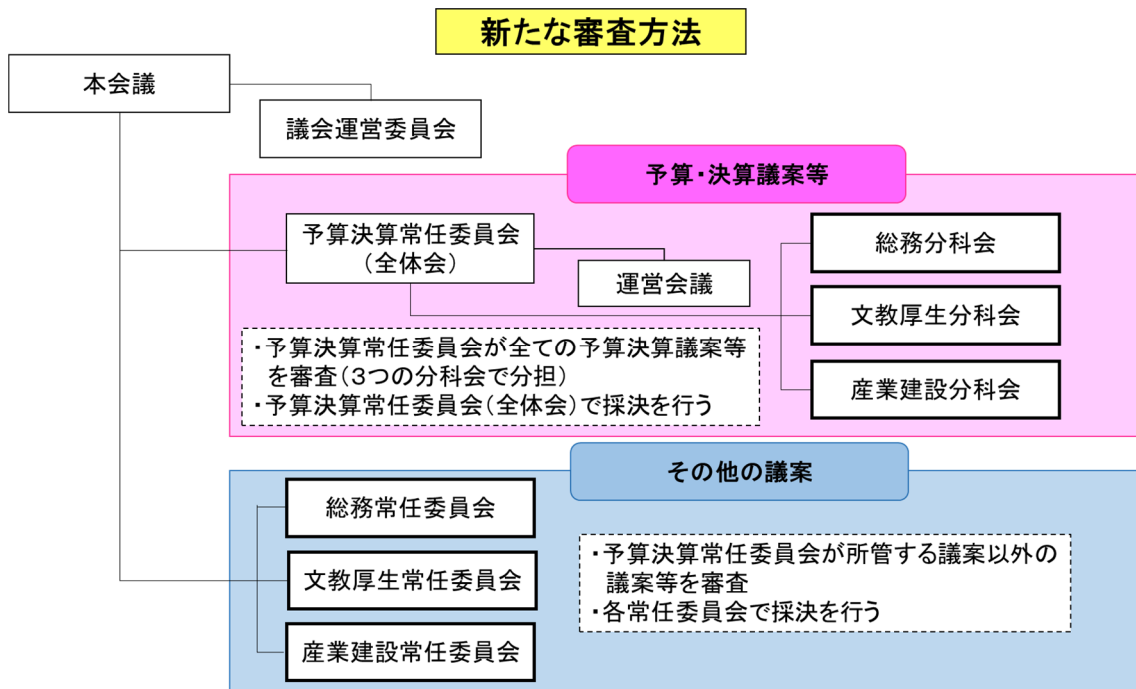 新たな審査方法
本会議
議会運営委員会
予算・決算議案等
予算決算常任委員会
(全体会)
運営会議
総務分科会
文教厚生分科会
産業建設分科会
・予算決算常任委員会が全ての予算決算議案等
を審査(3つの分科会で分担)
・予算決算常任委員会(全体会)で採決を行う
その他の議案
総務常任委員会
文教厚生常任委員会
産業建設常任委員会
・予算決算常任委員会が所管する議案以外の
議案等を審査
・各常任委員会で採決を行う